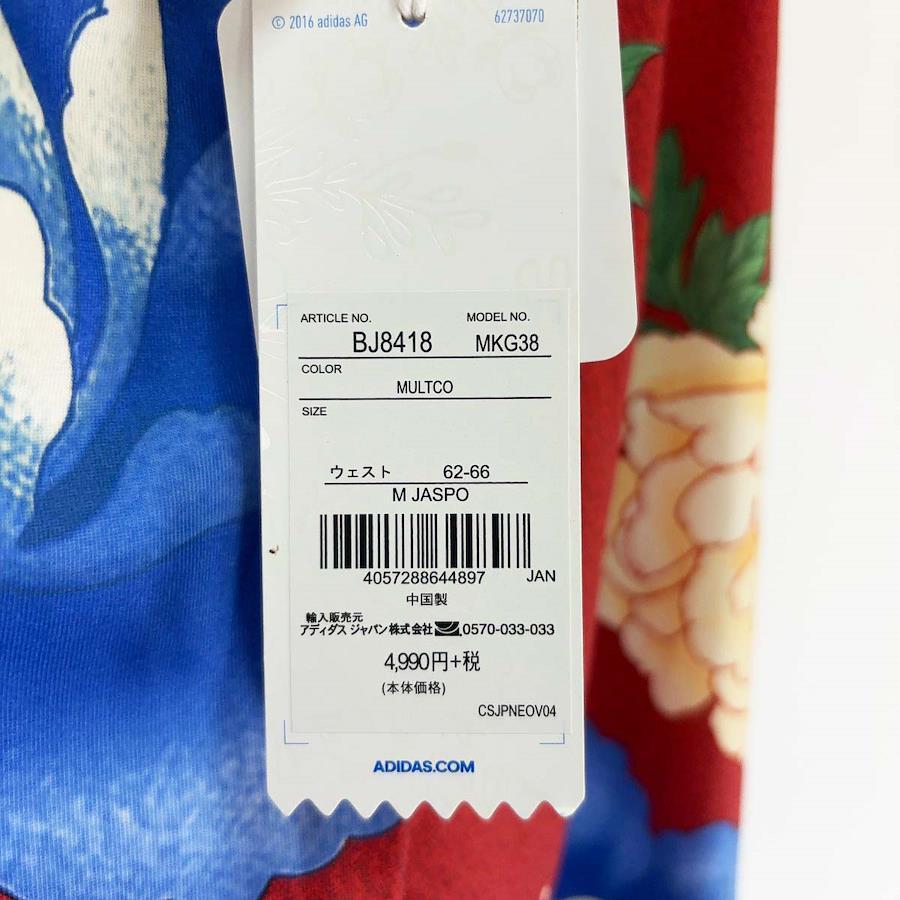 © 2016 adidas AG 62737070
ARTICLE NO. MODEL NO.
BJ8418 MKG38
COLOR
MULTCO
SIZE
ウェスト 62-66
M JASPO
4057288644897 JAN
中国製
輸入販売元
アディダス ジャパン株式会社 0570-033-033
4,990円+税
(本体価格)
CSJPNEOV04
ADIDAS.COM